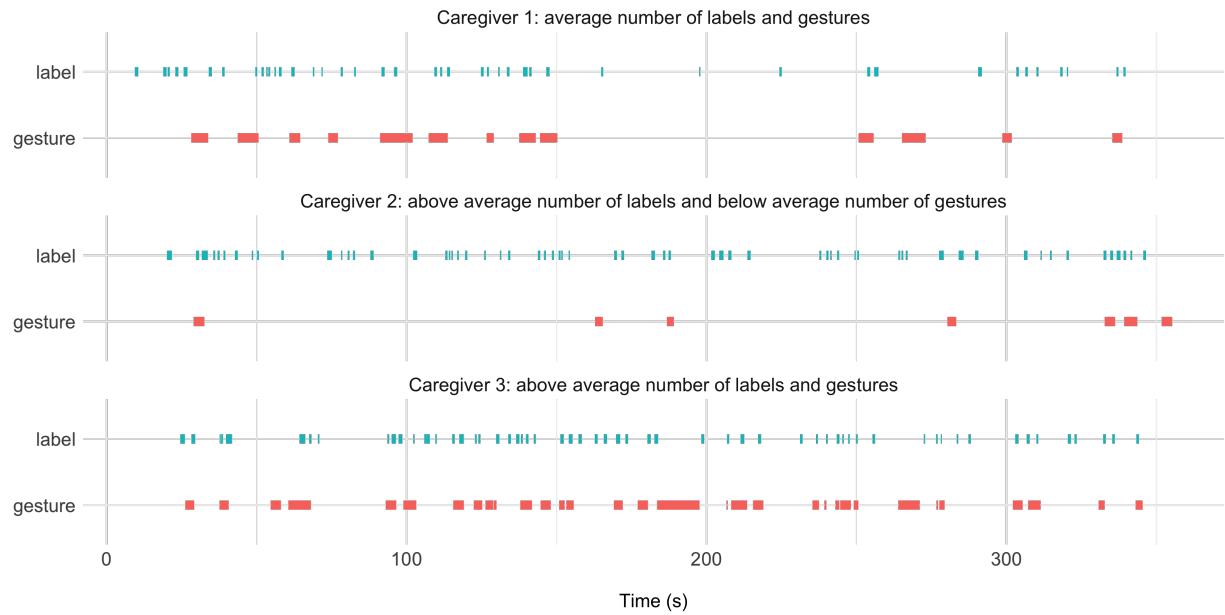 Caregiver 1: average number of labels and gestures
label
gesture
Caregiver 2: above average number of labels and below average number of gestures
label
gesture
Caregiver 3: above average number of labels and gestures
label
gesture
0 100 200 300
Time (s)